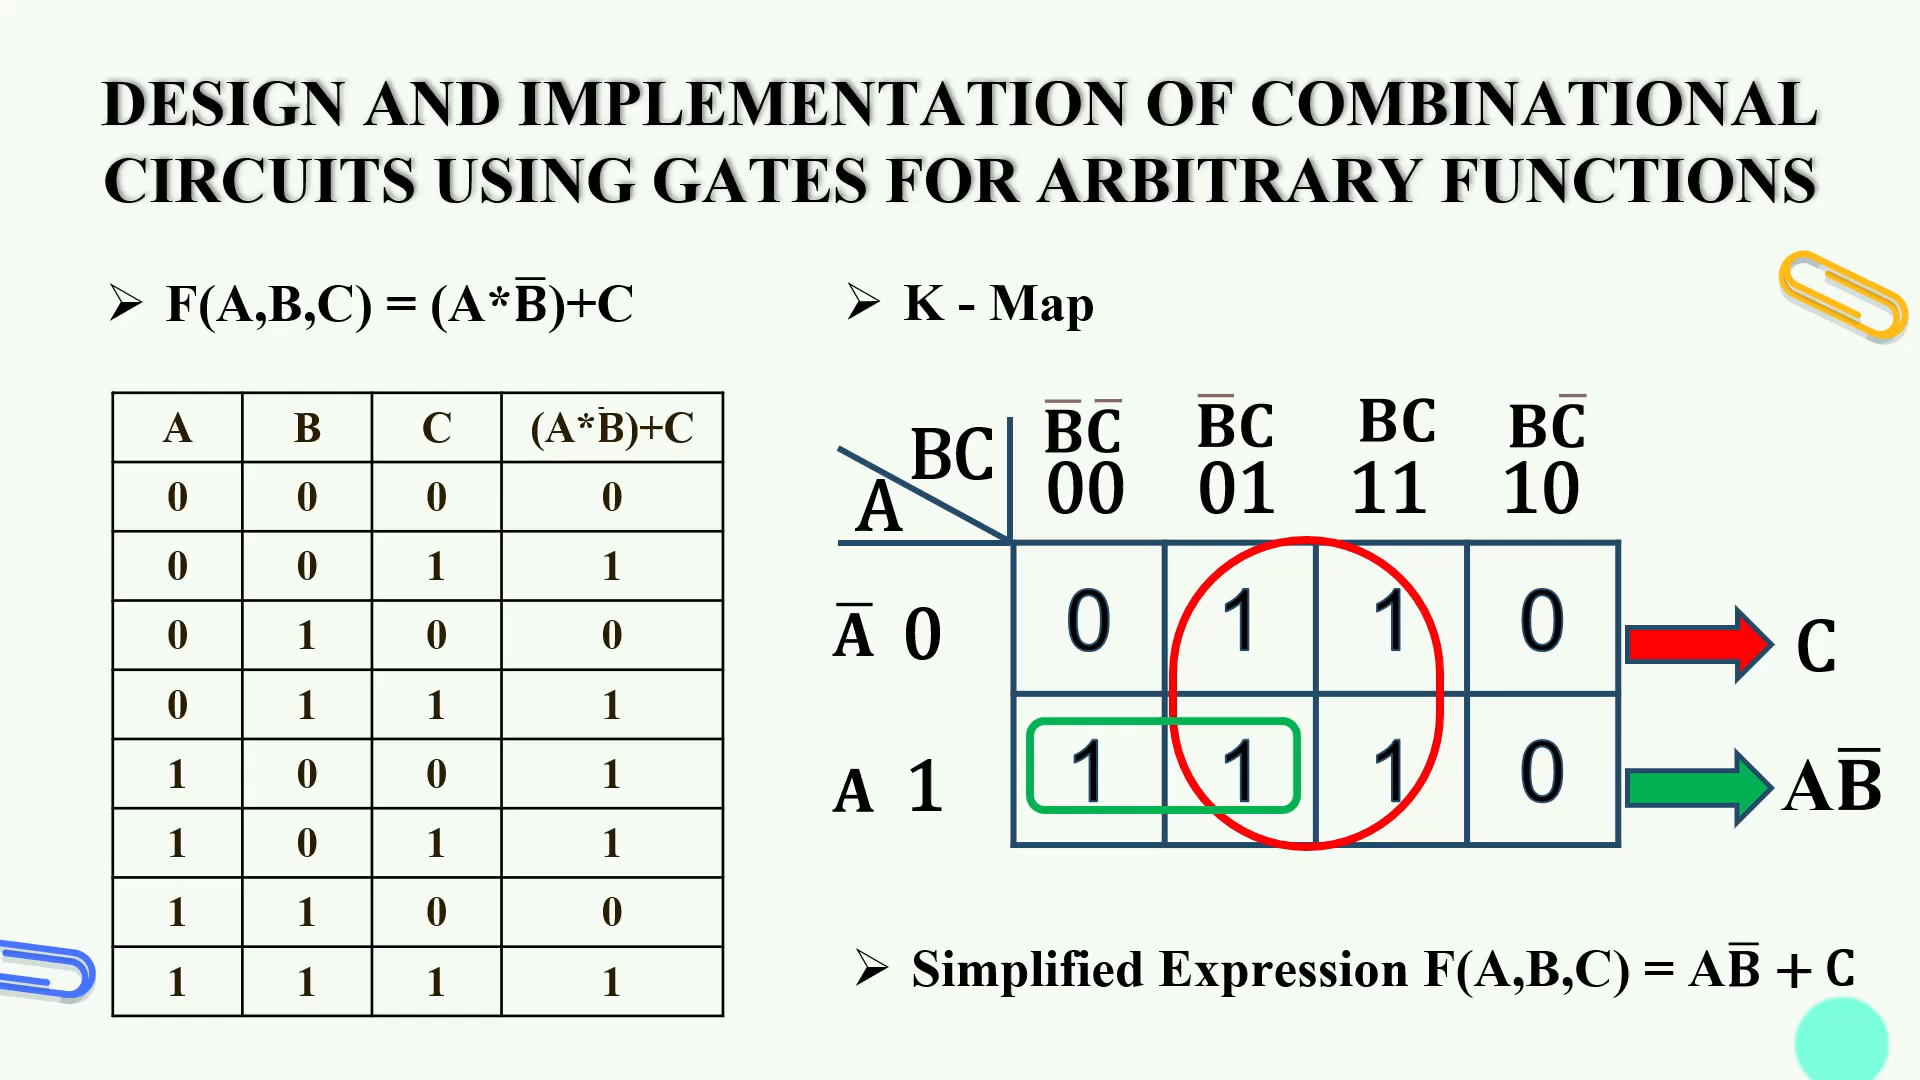 DESIGN AND IMPLEMENTATION OF COMBINATIONAL
CIRCUITS USING GATES FOR ARBITRARY FUNCTIONS
➢ F(A,B,C) = (A*B̅)+C
A B C (A*B̅)+C
0 0 0 0
0 0 1 1
0 1 0 0
0 1 1 1
1 0 0 1
1 0 1 1
1 1 0 0
1 1 1 1
➢ K - Map
BC B̅C̅ B̅C BC BC̅
A 00 01 11 10
A̅ 0 0 1 1 0 C
A 1 1 1 1 0 AB̅
➢ Simplified Expression F(A,B,C) = AB̅ + C